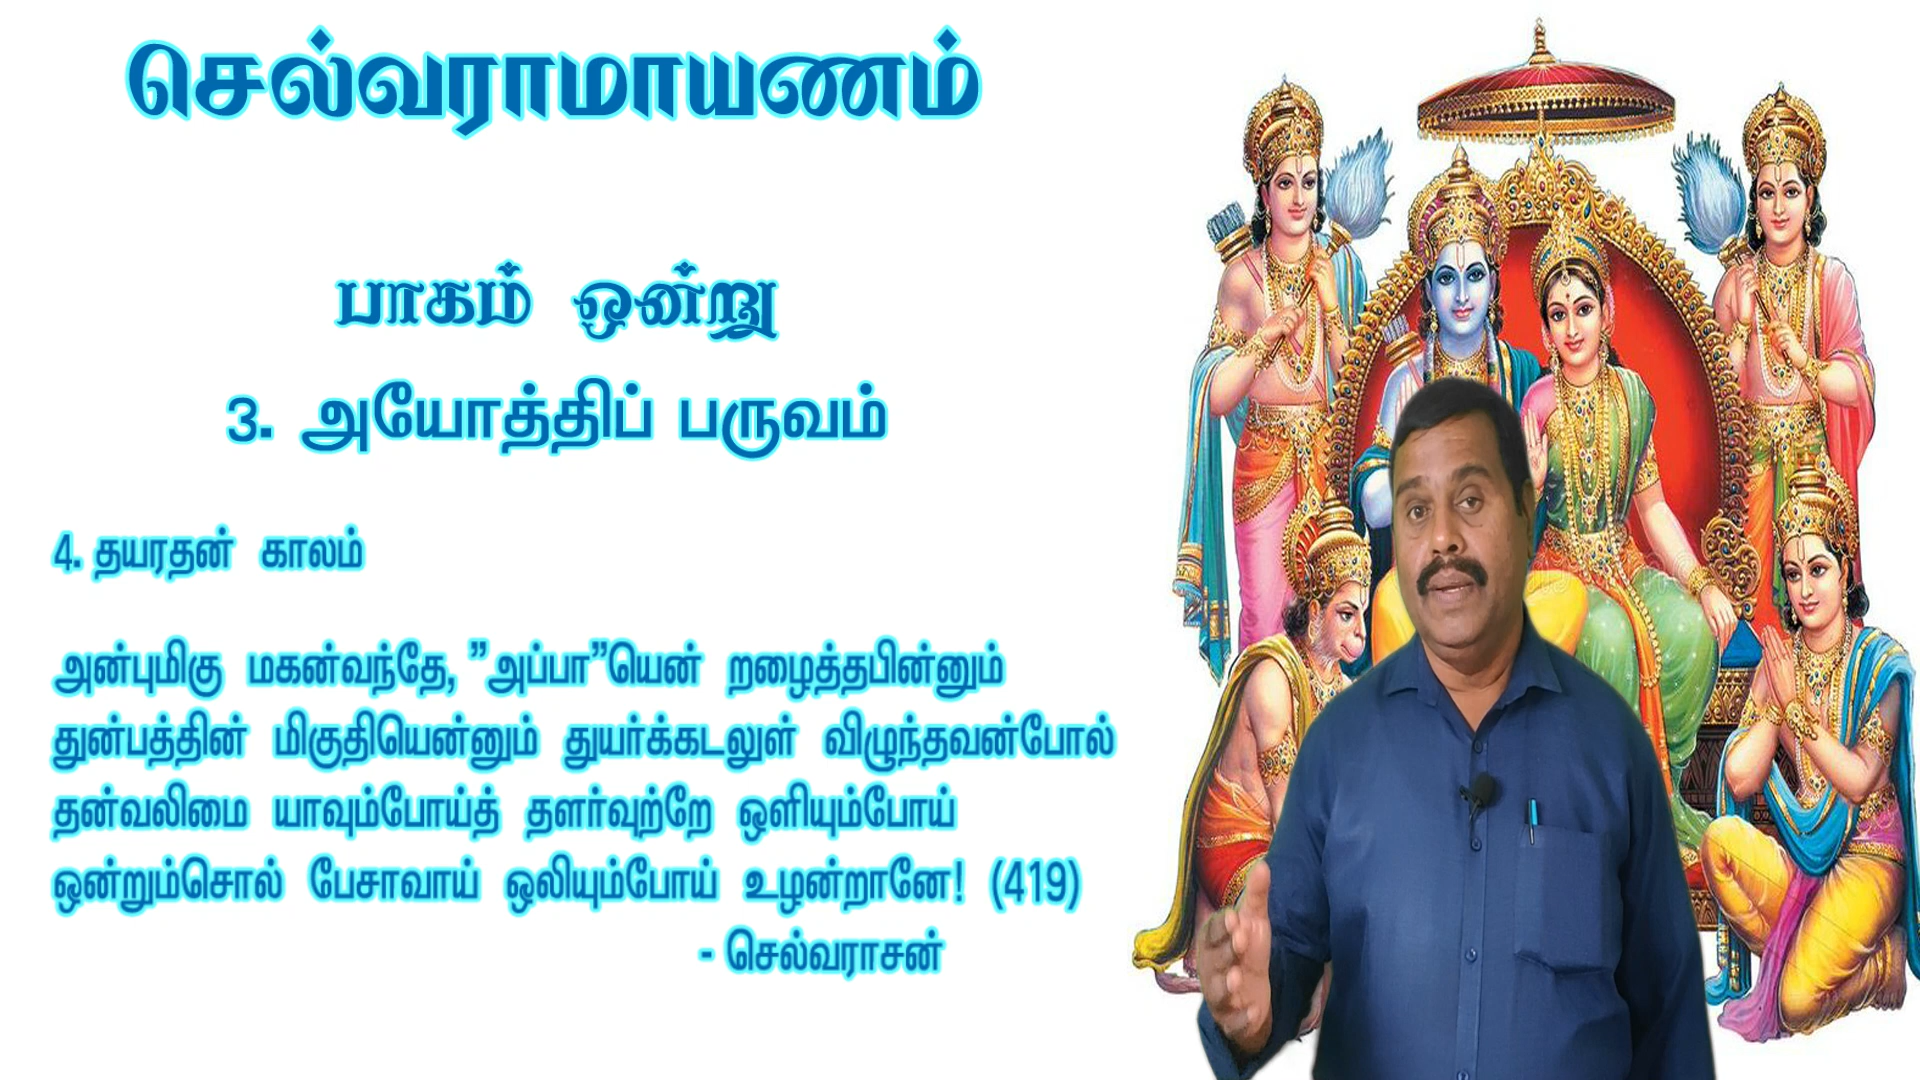 செல்வராமாயணம்
பாகம் ஒன்று
3. அயோத்திப் பருவம்
4. தயரதன் காலம்
அன்புமிகு மகன்வந்தே, "அப்பா"யென் றழைத்தபின்னும்
துன்பத்தின் மிகுதியென்னும் துயர்க்கடலுள் விழுந்தவன்போல்
தன்வலிமை யாவும்போய்த் தளர்வுற்றே ஒளியும்போய்
ஒன்றும்சொல் பேசாவாய் ஒலியும்போய் உழன்றானே! (419)
- செல்வராசன்